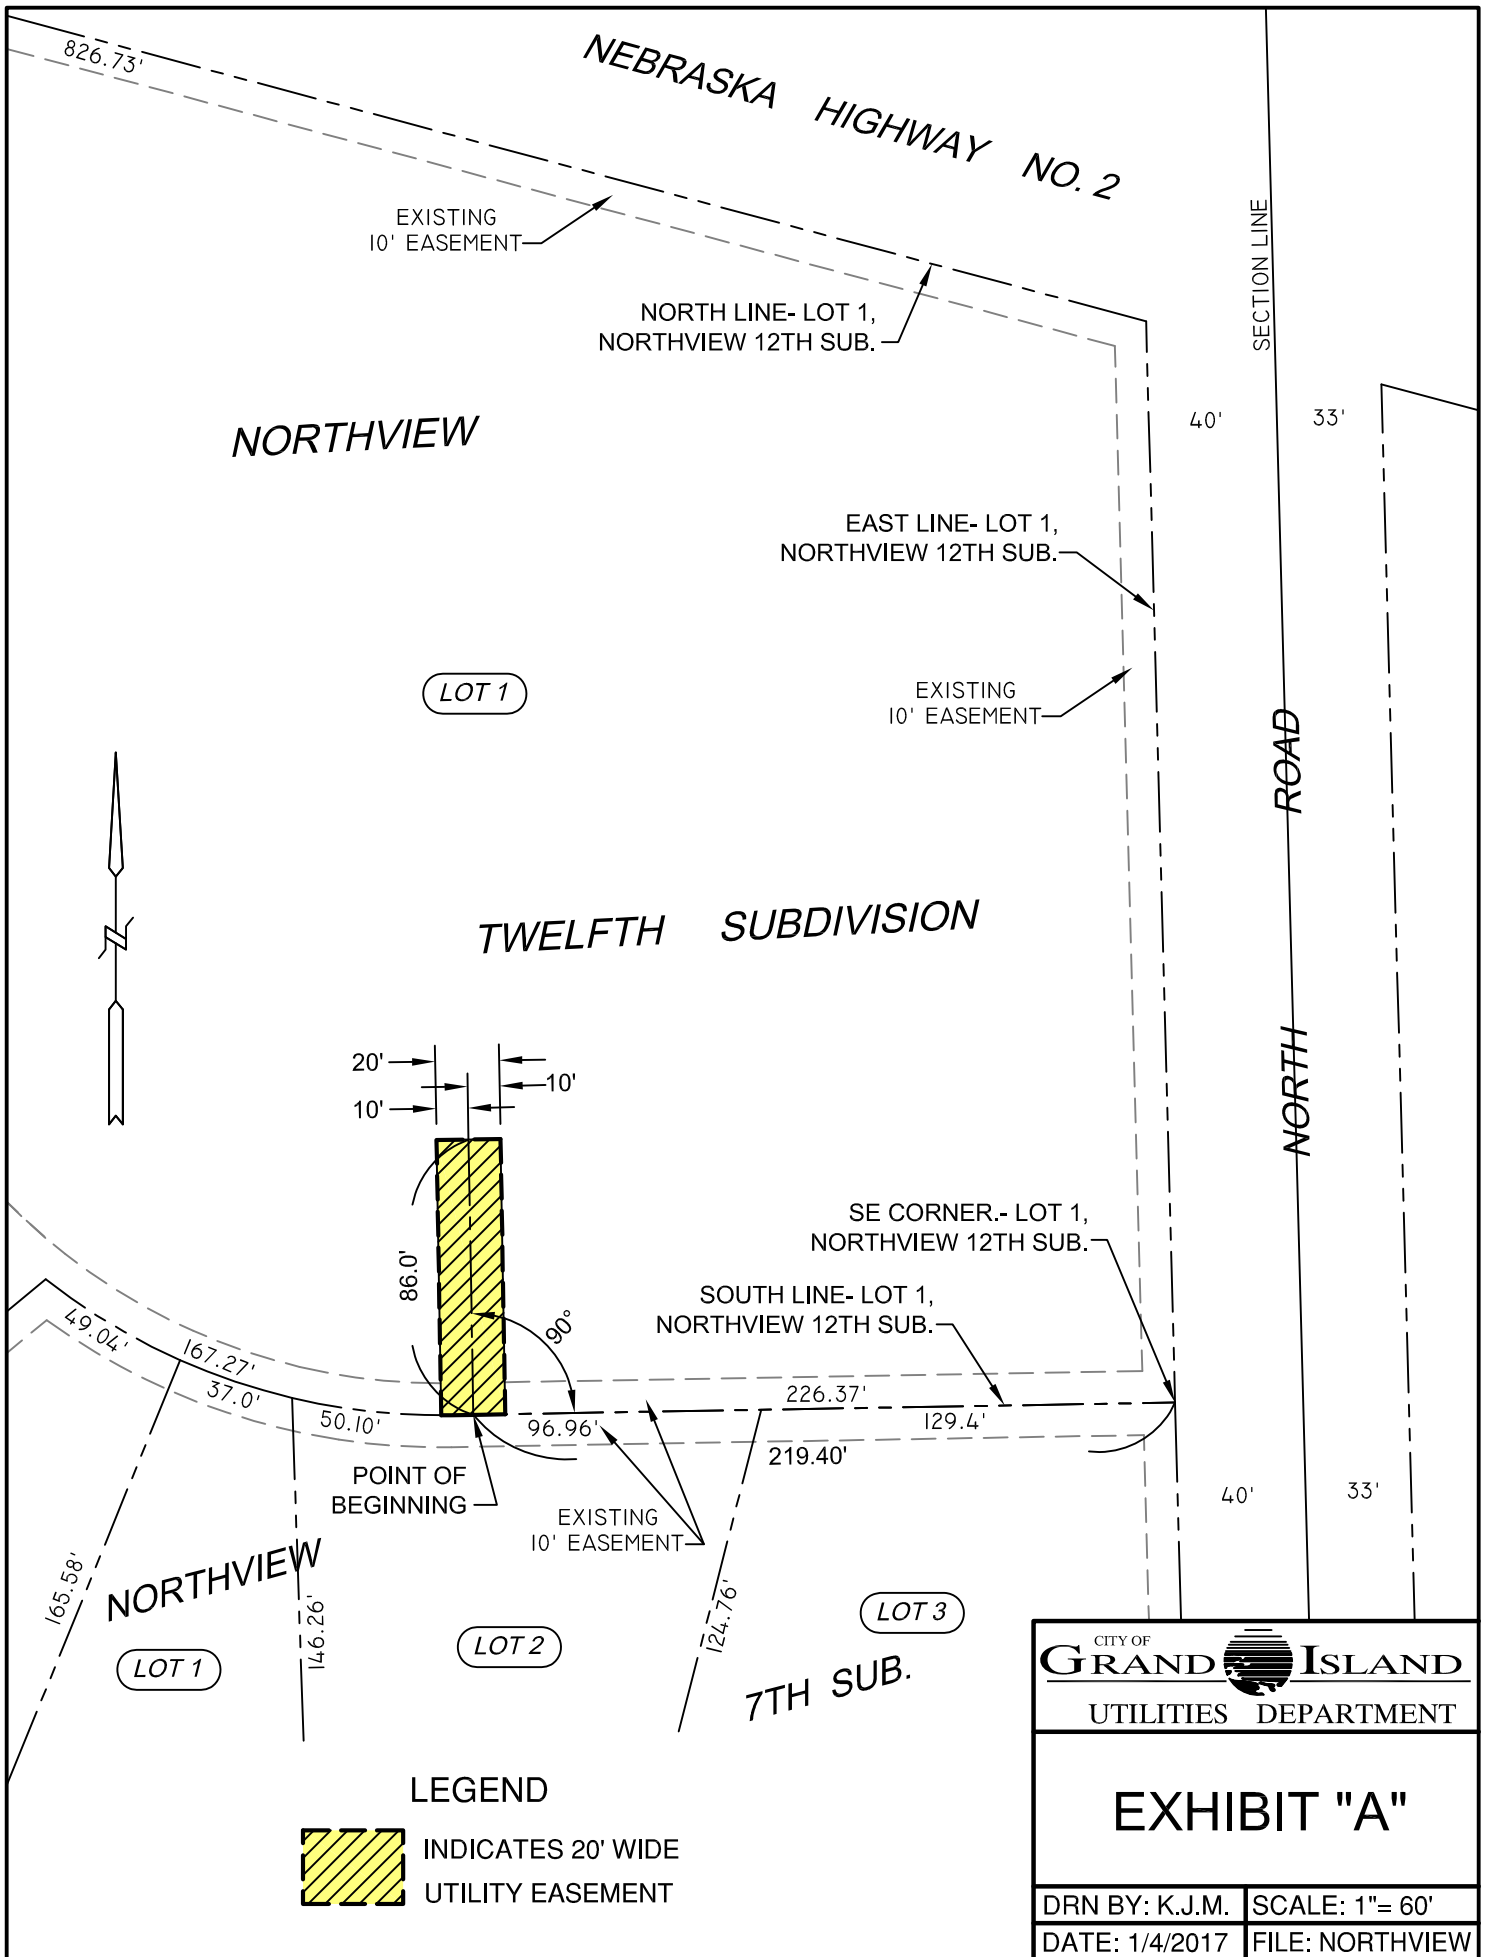 826.73'
NEBRASKA HIGHWAY NO. 2
EXISTING
10' EASEMENT
SECTION LINE
NORTH LINE- LOT 1,
NORTHVIEW 12TH SUB.
NORTHVIEW
40'
33'
EAST LINE- LOT 1,
NORTHVIEW 12TH SUB.
LOT 1
EXISTING
10' EASEMENT
NORTH ROAD
TWELFTH SUBDIVISION
20'
10'
10'
86.0'
90°
SE CORNER.- LOT 1,
NORTHVIEW 12TH SUB.
SOUTH LINE- LOT 1,
NORTHVIEW 12TH SUB.
49.04'
167.27'
37.0'
50.10'
96.96'
226.37'
129.4'
219.40'
POINT OF
BEGINNING
EXISTING
10' EASEMENT
40'
33'
165.58'
NORTHVIEW
146.26'
124.76'
LOT 1
LOT 2
LOT 3
7TH SUB.
LEGEND
INDICATES 20' WIDE
UTILITY EASEMENT
CITY OF
GRAND ISLAND
UTILITIES DEPARTMENT
EXHIBIT "A"
DRN BY: K.J.M.
SCALE: 1"= 60'
DATE: 1/4/2017
FILE: NORTHVIEW